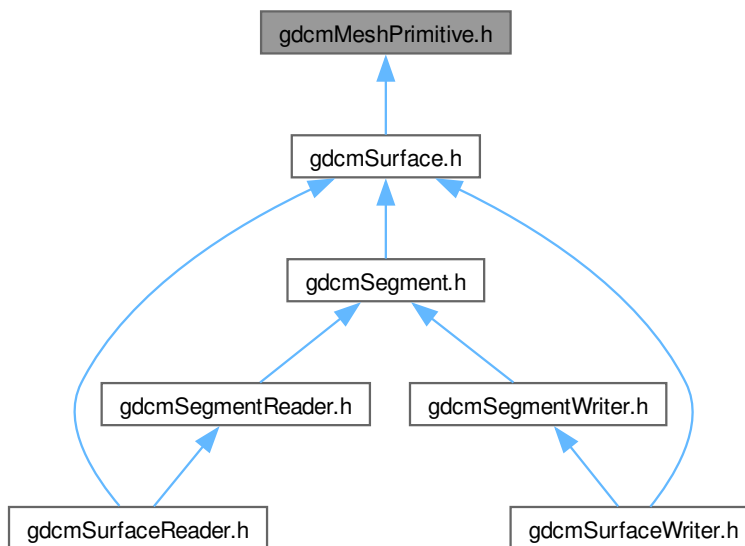 gdcmMeshPrimitive.h
gdcmSurface.h
gdcmSegment.h
gdcmSegmentReader.h
gdcmSegmentWriter.h
gdcmSurfaceReader.h
gdcmSurfaceWriter.h